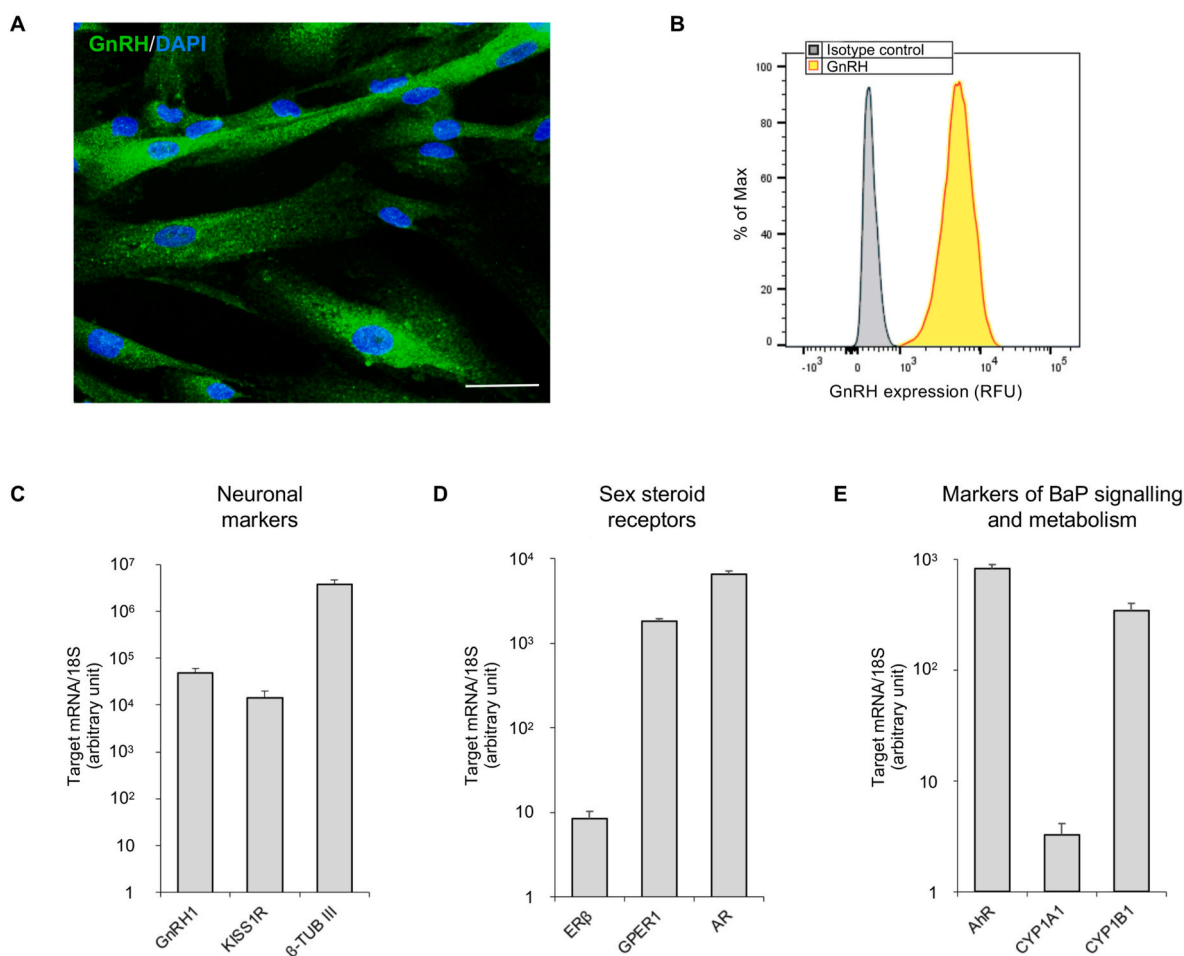 A
GnRH/DAPI
B
Isotype control
GnRH
100
80
60
40
20
0
% of Max
-10³
0
10³
10⁴
10⁵
GnRH expression (RFU)
C
Neuronal
markers
Target mRNA/18S
(arbitrary unit)
10⁷
10⁶
10⁵
10⁴
10³
10²
10
1
GnRH1
KISS1R
β-TUB III
D
Sex steroid
receptors
Target mRNA/18S
(arbitrary unit)
10⁴
10³
10²
10
1
ERβ
GPER1
AR
E
Markers of BaP signalling
and metabolism
Target mRNA/18S
(arbitrary unit)
10³
10²
10
1
AhR
CYP1A1
CYP1B1